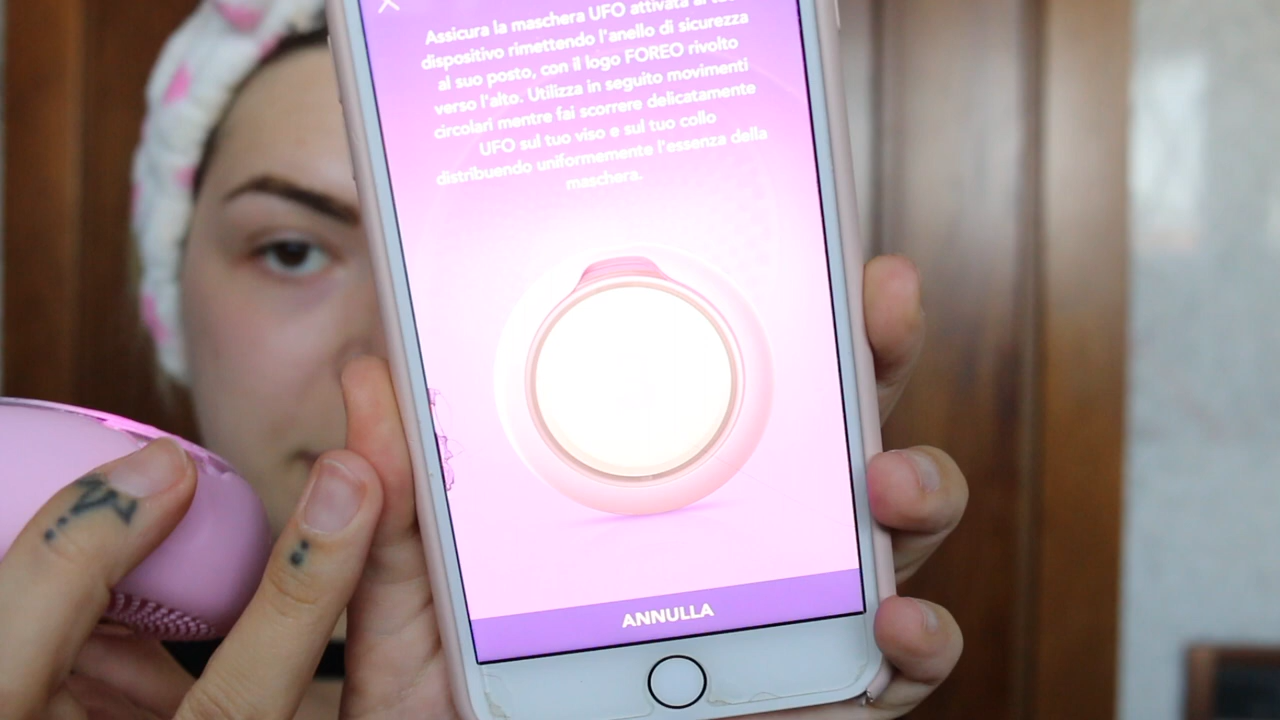 Assicura la maschera UFO attivata al
dispositivo rimettendo l'anello di sicurezza
al suo posto, con il logo FOREO rivolto
verso l'alto. Utilizza in seguito movimenti
circolari mentre fai scorrere delicatamente
UFO sul tuo viso e sul tuo collo
distribuendo uniformemente l'essenza della
maschera.
ANNULLA